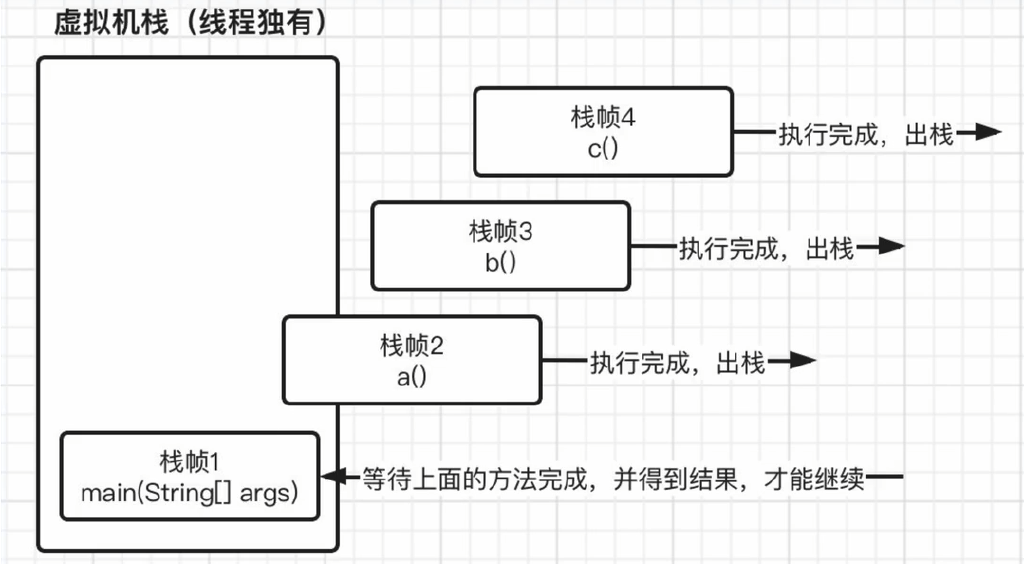 虚拟机栈（线程独有）
栈帧4
c()
执行完成，出栈
栈帧3
b()
执行完成，出栈
栈帧2
a()
执行完成，出栈
栈帧1
main(String[] args)
等待上面的方法完成，并得到结果，才能继续